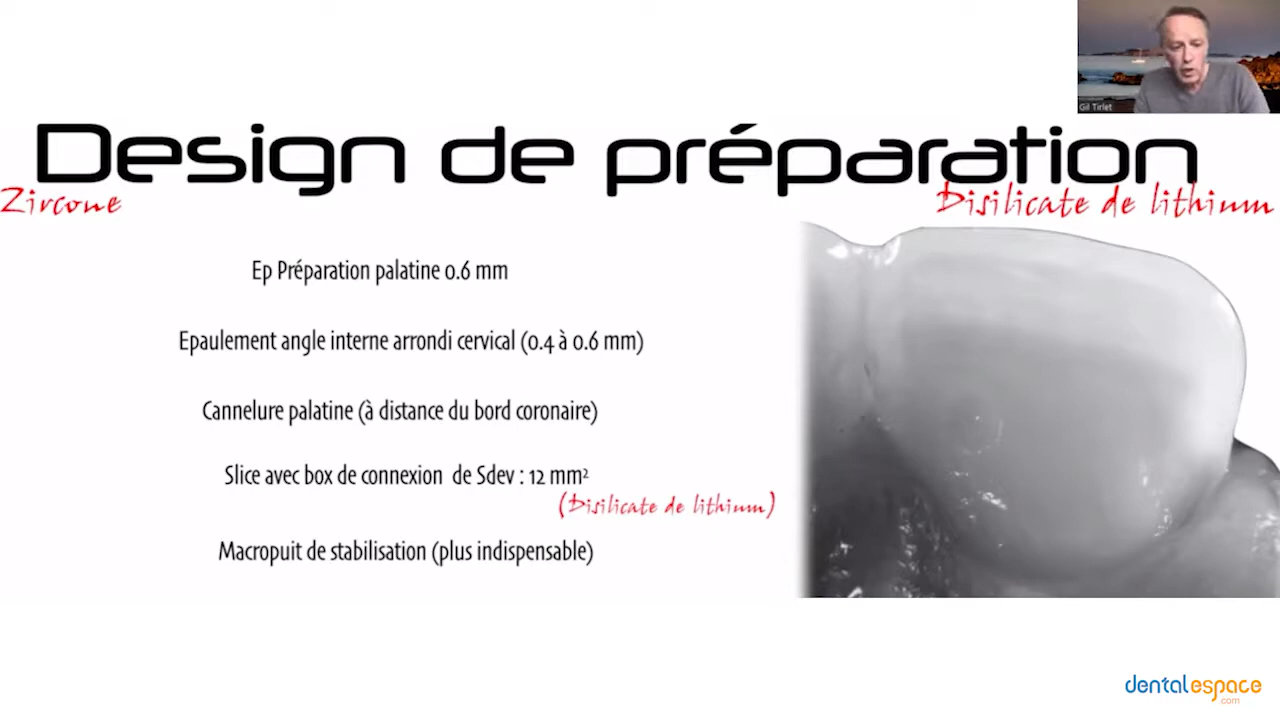 Gil Tirlet
Design de préparation
Zircone
Disilicate de lithium
Ep Préparation palatine 0.6 mm
Epaulement angle interne arrondi cervical (0.4 à 0.6 mm)
Cannelure palatine (à distance du bord coronaire)
Slice avec box de connexion de Sdev : 12 mm²
(Disilicate de lithium)
Macropuit de stabilisation (plus indispensable)
dentalespace
.com